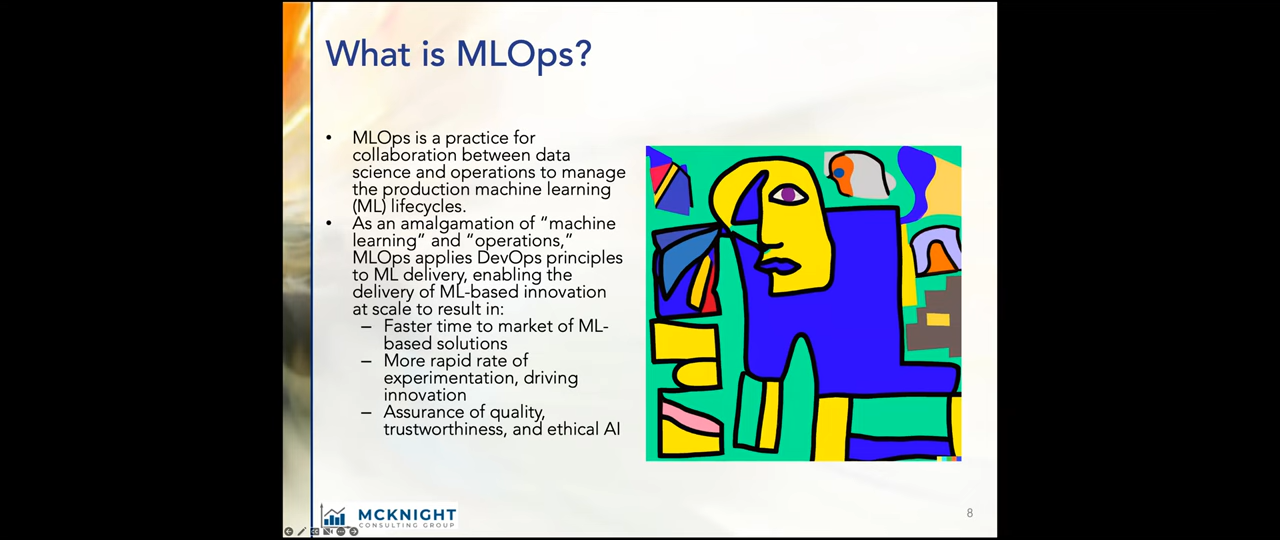 What is MLOps?
• MLOps is a practice for
collaboration between data
science and operations to manage
the production machine learning
(ML) lifecycles.
• As an amalgamation of “machine
learning” and “operations,”
MLOps applies DevOps principles
to ML delivery, enabling the
delivery of ML-based innovation
at scale to result in:
– Faster time to market of ML-
based solutions
– More rapid rate of
experimentation, driving
innovation
– Assurance of quality,
trustworthiness, and ethical AI
MCKNIGHT
CONSULTING GROUP
8